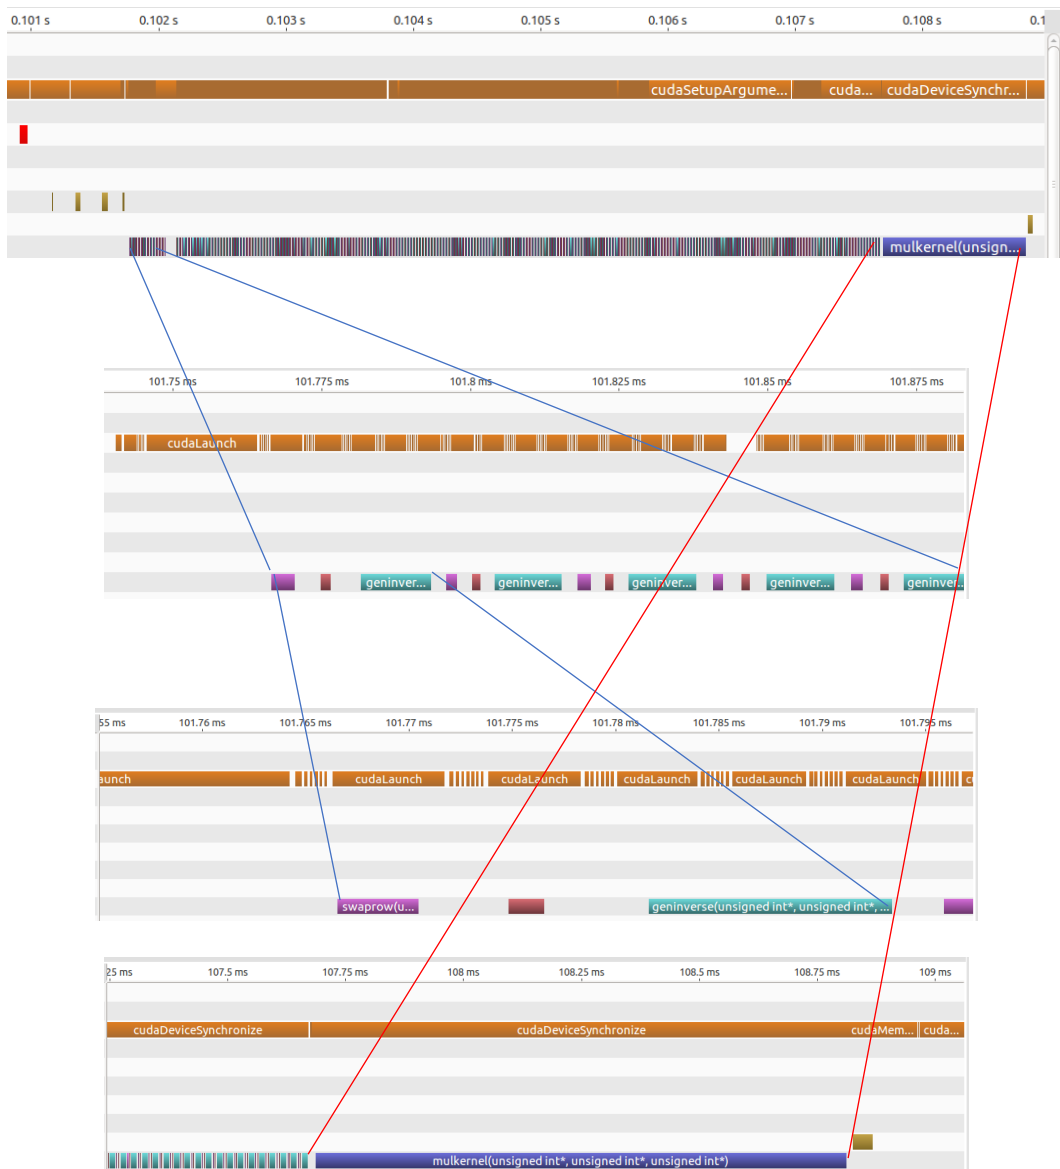 0.101 s 0.102 s 0.103 s 0.104 s 0.105 s 0.106 s 0.107 s 0.108 s 0.1
cudaSetupArgume... cuda... cudaDeviceSynchr...
mulkernel(unsign...
101.75 ms 101.775 ms 101.8 ms 101.825 ms 101.85 ms 101.875 ms
cudaLaunch
geninver... geninver... geninver... geninver... geninver...
55 ms 101.76 ms 101.765 ms 101.77 ms 101.775 ms 101.78 ms 101.785 ms 101.79 ms 101.795 ms
aunch cudaLaunch cudaLaunch cudaLaunch cudaLaunch cudaLaunch c
swaprow(u... geninverse(unsigned int*, unsigned int*, ...
25 ms 107.5 ms 107.75 ms 108 ms 108.25 ms 108.5 ms 108.75 ms 109 ms
cudaDeviceSynchronize cudaDeviceSynchronize cudaMem... cuda...
mulkernel(unsigned int*, unsigned int*, unsigned int*)